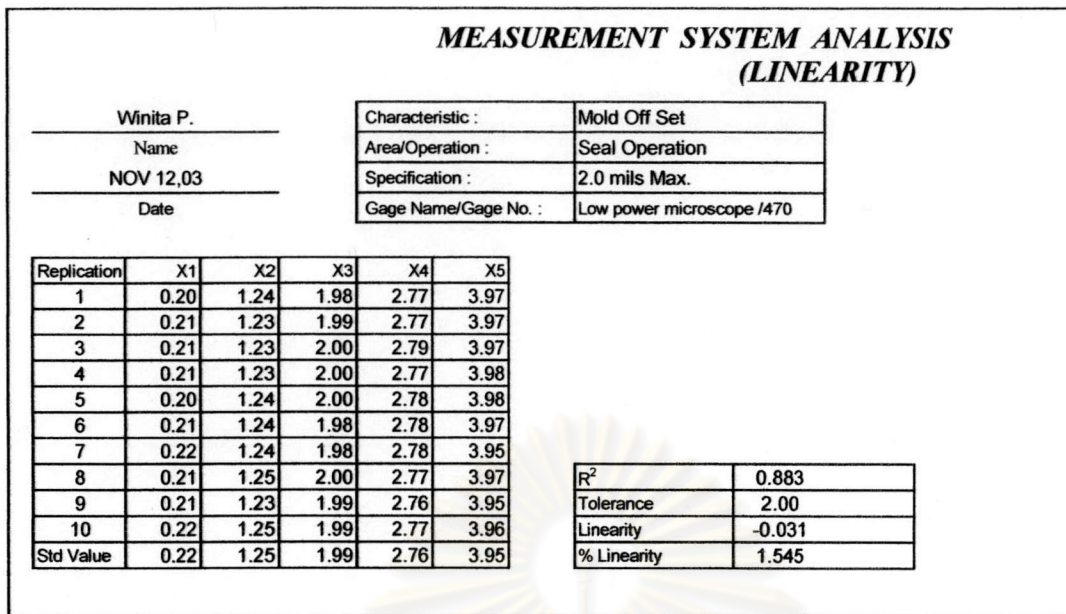 MEASUREMENT SYSTEM ANALYSIS
(LINEARITY)
Winita P.
Name
NOV 12,03
Date
Characteristic : Mold Off Set
Area/Operation : Seal Operation
Specification : 2.0 mils Max.
Gage Name/Gage No. : Low power microscope /470
Replication X1 X2 X3 X4 X5
1 0.20 1.24 1.98 2.77 3.97
2 0.21 1.23 1.99 2.77 3.97
3 0.21 1.23 2.00 2.79 3.97
4 0.21 1.23 2.00 2.77 3.98
5 0.20 1.24 2.00 2.78 3.98
6 0.21 1.24 1.98 2.78 3.97
7 0.22 1.24 1.98 2.78 3.95
8 0.21 1.25 2.00 2.77 3.97
9 0.21 1.23 1.99 2.76 3.95
10 0.22 1.25 1.99 2.77 3.96
Std Value 0.22 1.25 1.99 2.76 3.95
R² 0.883
Tolerance 2.00
Linearity -0.031
% Linearity 1.545